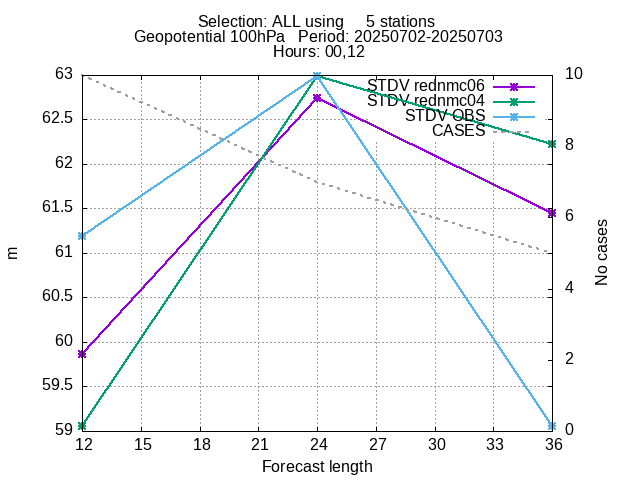 Selection: ALL using     5 stations
Geopotential 100hPa   Period: 20250702-20250703
Hours: 00,12
63
62.5
62
61.5
61
60.5
60
59.5
59
10
8
6
4
2
0
STDV rednmc06
STDV rednmc04
STDV OBS
CASES
m
No cases
12 15 18 21 24 27 30 33 36
Forecast length